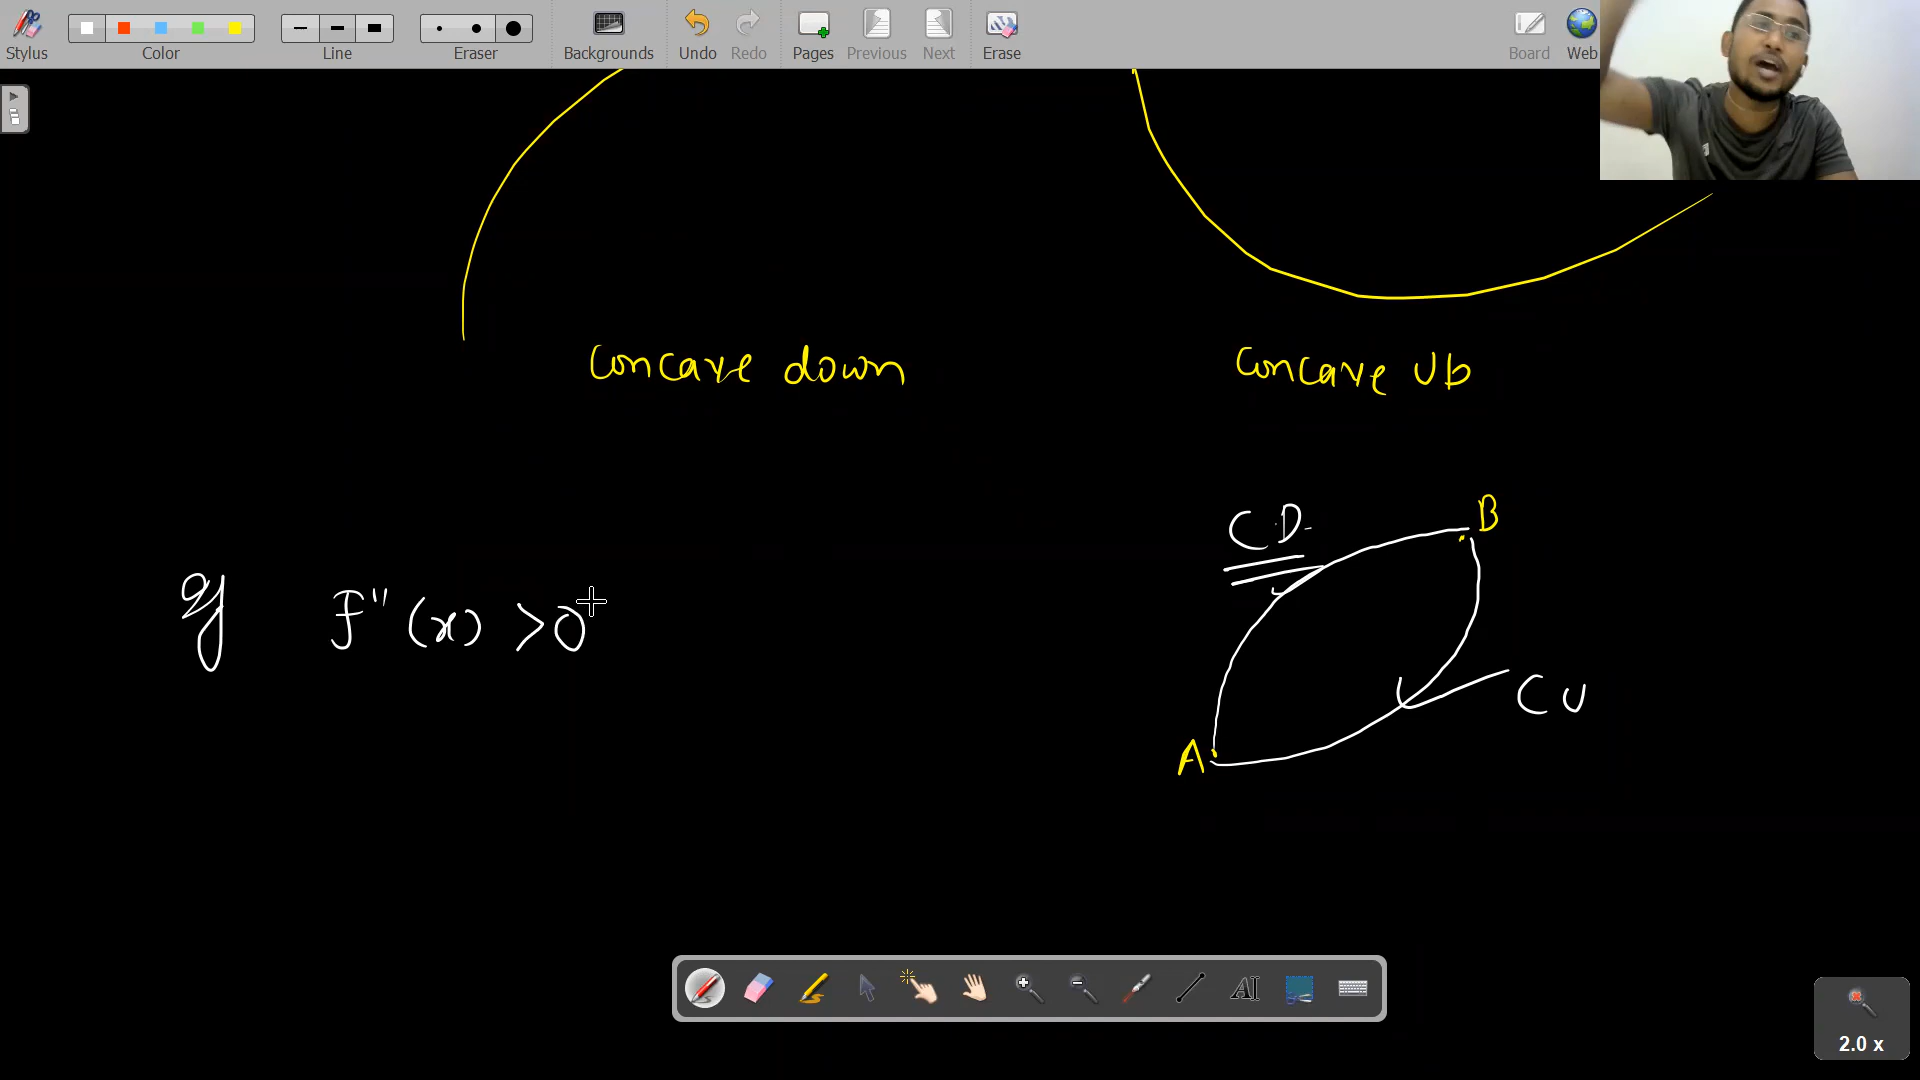 Stylus Color Line Eraser Backgrounds Undo Redo Pages Previous Next Erase Board Web
concave down concave up
C.D. B
If f''(x) >0
CU
A
2.0 x